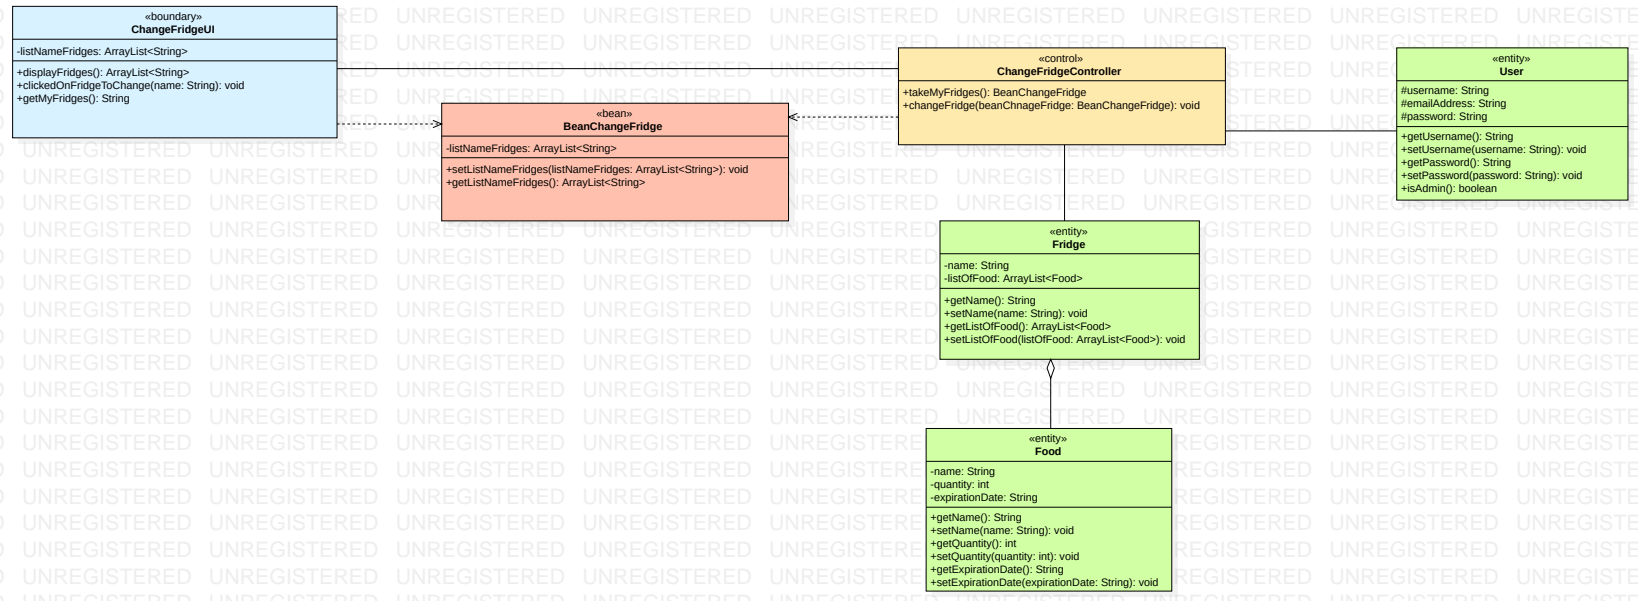 «boundary»
ChangeFridgeUI
-listNameFridges: ArrayList<String>
+displayFridges(): ArrayList<String>
+clickedOnFridgeToChange(name: String): void
+getMyFridges(): String
«bean»
BeanChangeFridge
-listNameFridges: ArrayList<String>
+setListNameFridges(listNameFridges: ArrayList<String>): void
+getListNameFridges(): ArrayList<String>
«control»
ChangeFridgeController
+takeMyFridges(): BeanChangeFridge
+changeFridge(beanChnageFridge: BeanChangeFridge): void
«entity»
User
#username: String
#emailAddress: String
#password: String
+getUsername(): String
+setUsername(username: String): void
+getPassword(): String
+setPassword(password: String): void
+isAdmin(): boolean
«entity»
Fridge
-name: String
-listOfFood: ArrayList<Food>
+getName(): String
+setName(name: String): void
+getListOfFood(): ArrayList<Food>
+setListOfFood(listOfFood: ArrayList<Food>): void
«entity»
Food
-name: String
-quantity: int
-expirationDate: String
+getName(): String
+setName(name: String): void
+getQuantity(): int
+setQuantity(quantity: int): void
+getExpirationDate(): String
+setExpirationDate(expirationDate: String): void
UNREGISTERED